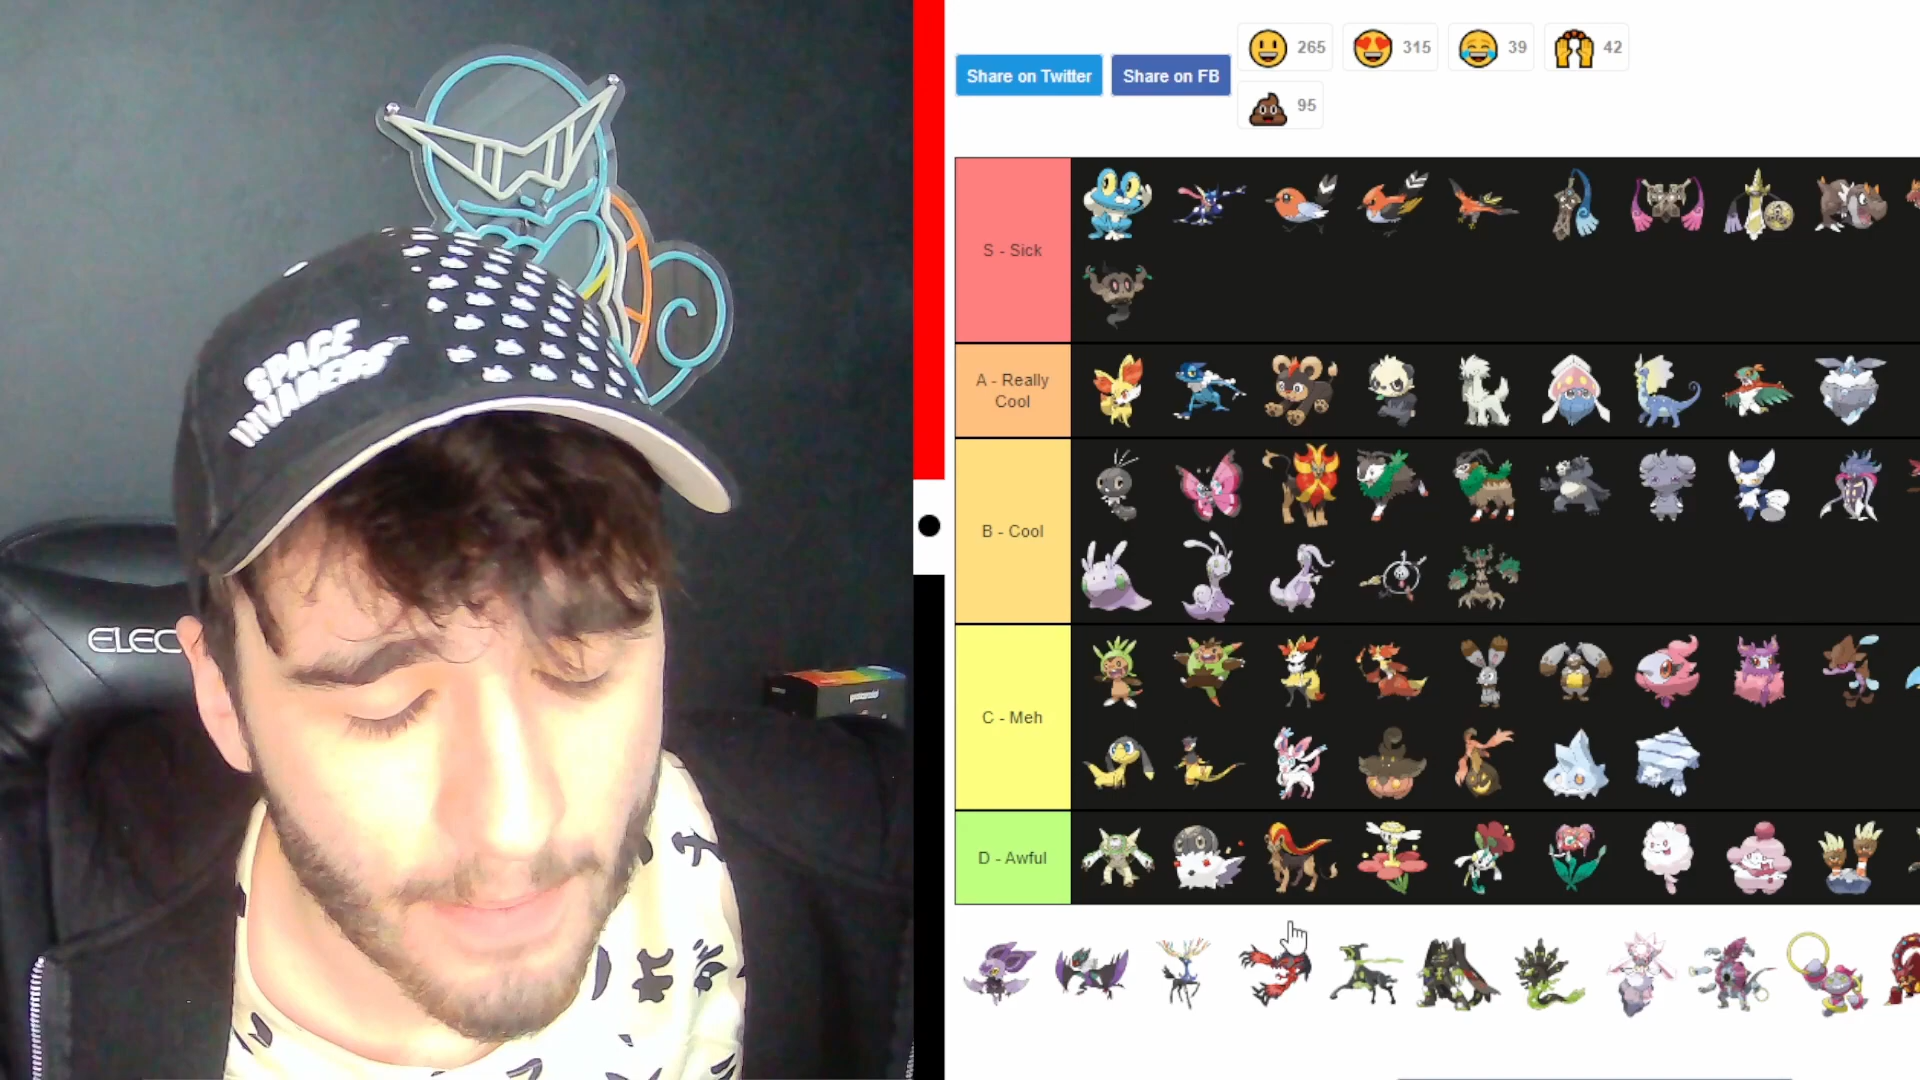 SPACE
INVADERS
ELEC
Share on Twitter
Share on FB
265
315
39
42
95
S - Sick
A - Really
Cool
B - Cool
C - Meh
D - Awful